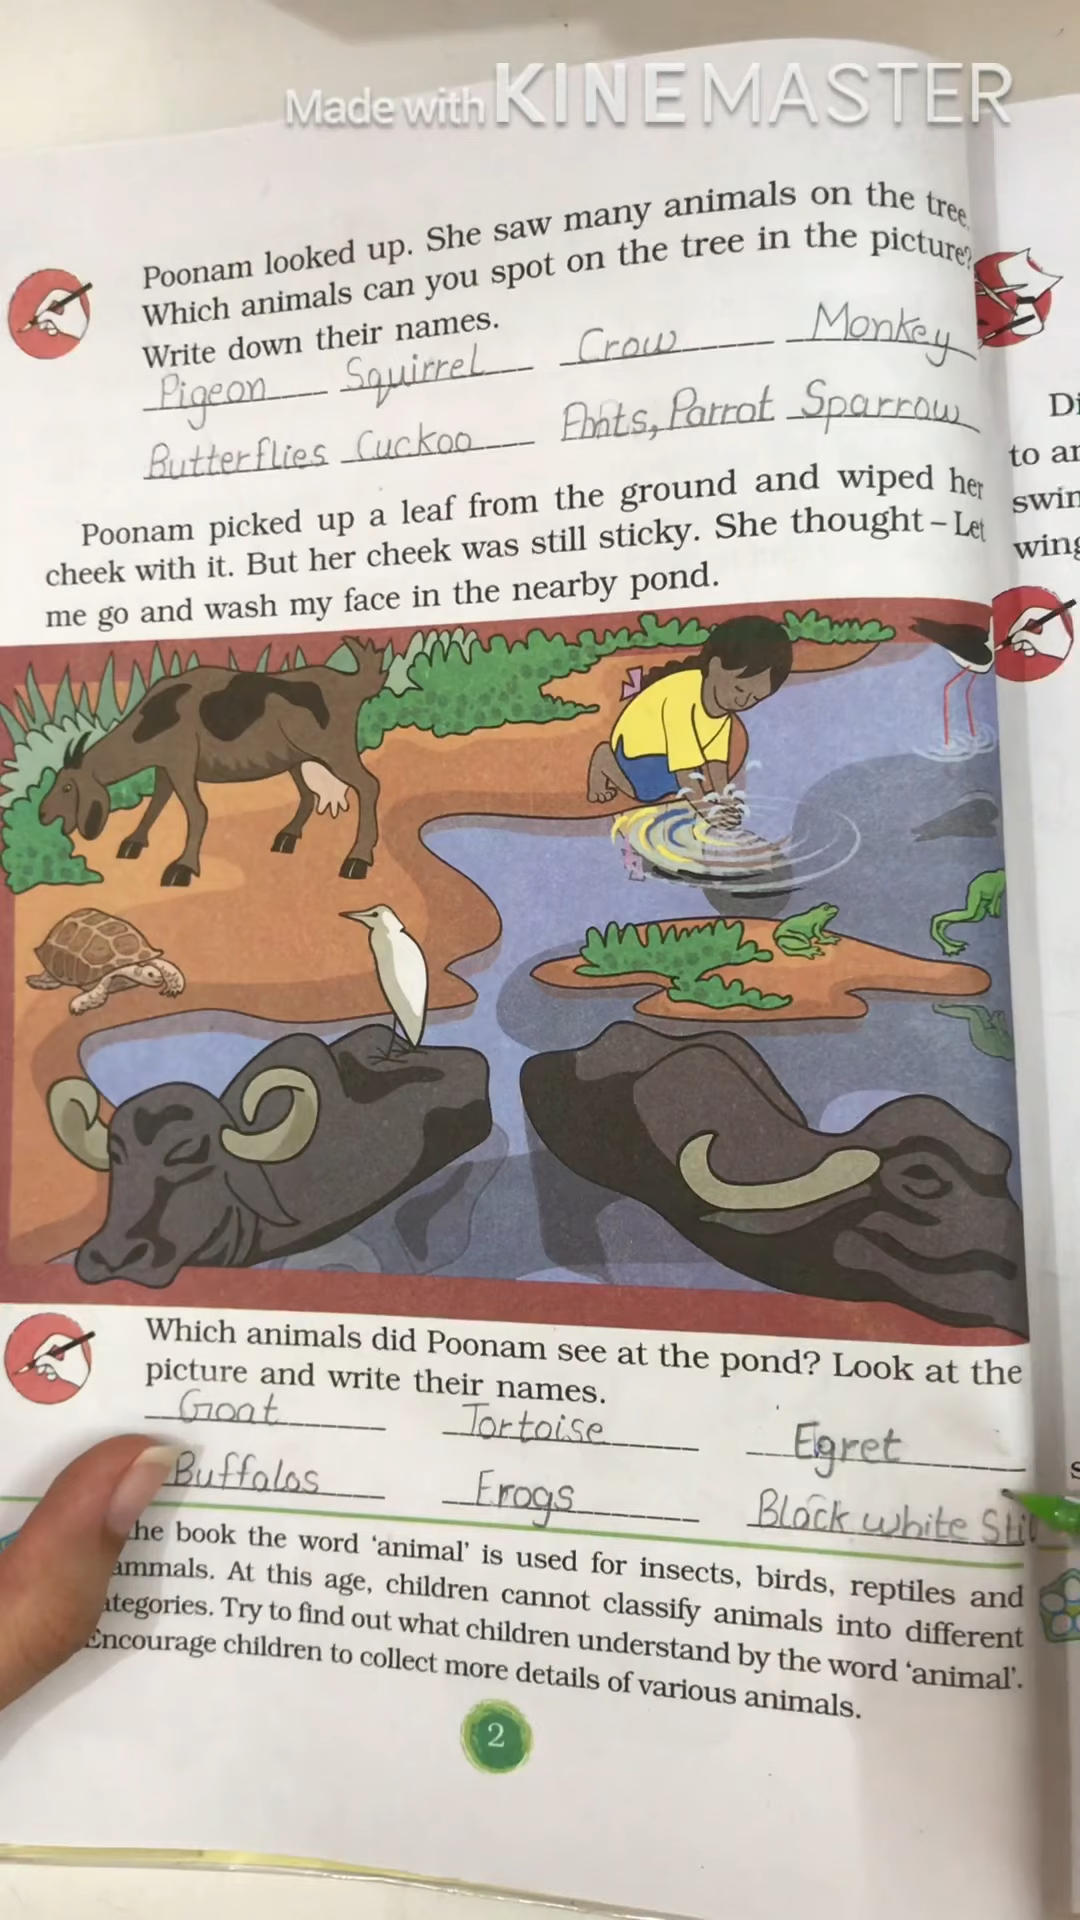 Made with KINEMASTER
Poonam looked up. She saw many animals on the tree.
Which animals can you spot on the tree in the picture?
Write down their names.
Pigeon Squirrel Crow Monkey
Butterflies Cuckoo Ants, Parrot Sparrow
Poonam picked up a leaf from the ground and wiped her
cheek with it. But her cheek was still sticky. She thought – Let
me go and wash my face in the nearby pond.
to
Which animals did Poonam see at the pond? Look at the
picture and write their names.
Goat Tortoise Egret
Buffalos Frogs Black white
he book the word 'animal' is used for insects, birds, reptiles and
ammals. At this age, children cannot classify animals into different
ategories. Try to find out what children understand by the word 'animal'.
Encourage children to collect more details of various animals.
2